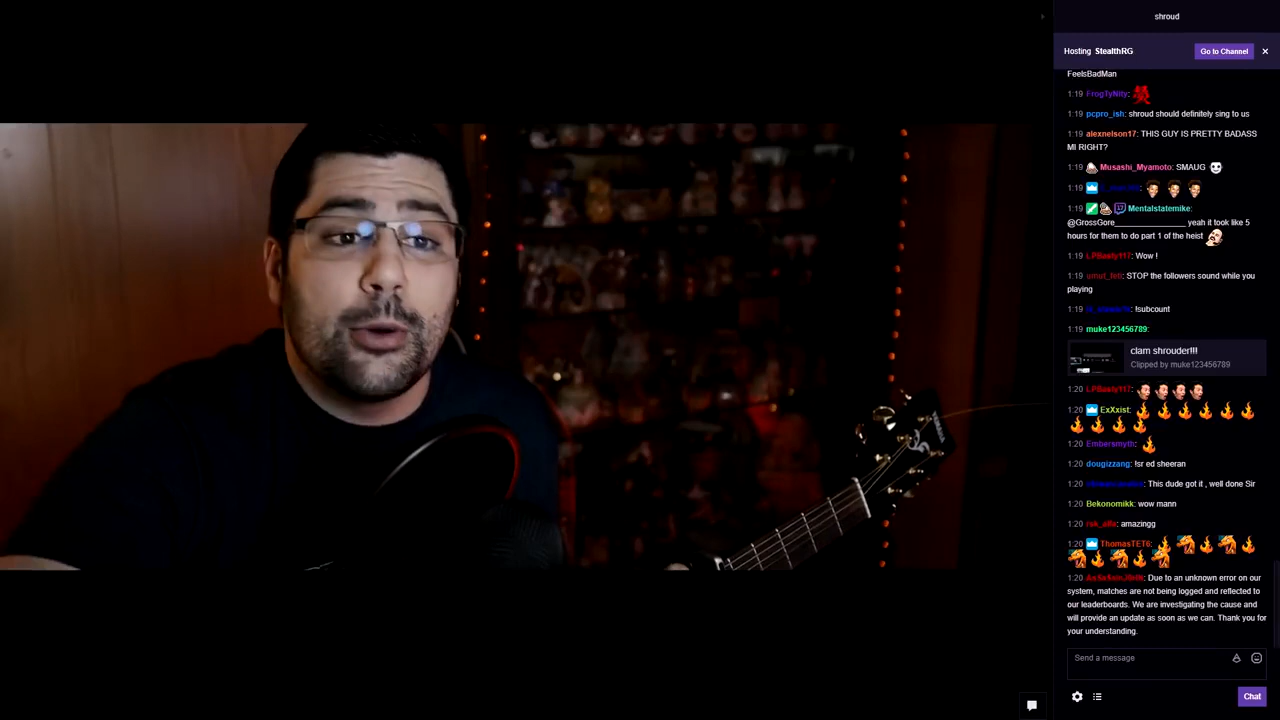 shroud
Hosting StealthRG
Go to Channel
FeelsBadMan
1:19 FrogTyNity:
1:19 pcpro_ish: shroud should definitely sing to us
1:19 alexnelson17: THIS GUY IS PRETTY BADASS
MI RIGHT?
1:19 Musashi_Myamoto: SMAUG
1:19
1:19 Mentalstatemike:
@GrossGore__________________ yeah it took like 5
hours for them to do part 1 of the heist
1:19 Wow !
1:19 umut_feti: STOP the followers sound while you
playing
1:19 !subcount
1:19 muke123456789:
clam shrouder!!!
Clipped by muke123456789
1:20
1:20 ExXxist:
1:20 Embersmyth:
1:20 dougizzang: !sr ed sheeran
1:20 This dude got it , well done Sir
1:20 Bekonomikk: wow mann
1:20 amazingg
1:20 ThomasTET6:
1:20 Due to an unknown error on our
system, matches are not being logged and reflected to
our leaderboards. We are investigating the cause and
will provide an update as soon as we can. Thank you for
your understanding.
Send a message
Chat
YAMAHA